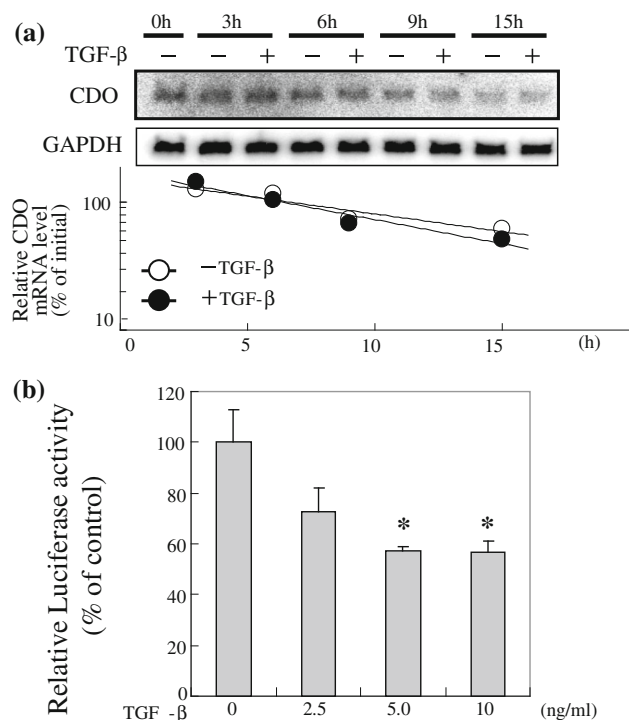 (a)
0h 3h 6h 9h 15h
TGF-β − − + − + − + − +
CDO
GAPDH
Relative CDO
mRNA level
(% of initial)
100
10
−TGF-β
+TGF-β
0 5 10 15 (h)
(b)
Relative Luciferase activity
(% of control)
120
100
80
60
40
20
0
* *
TGF -β 0 2.5 5.0 10 (ng/ml)